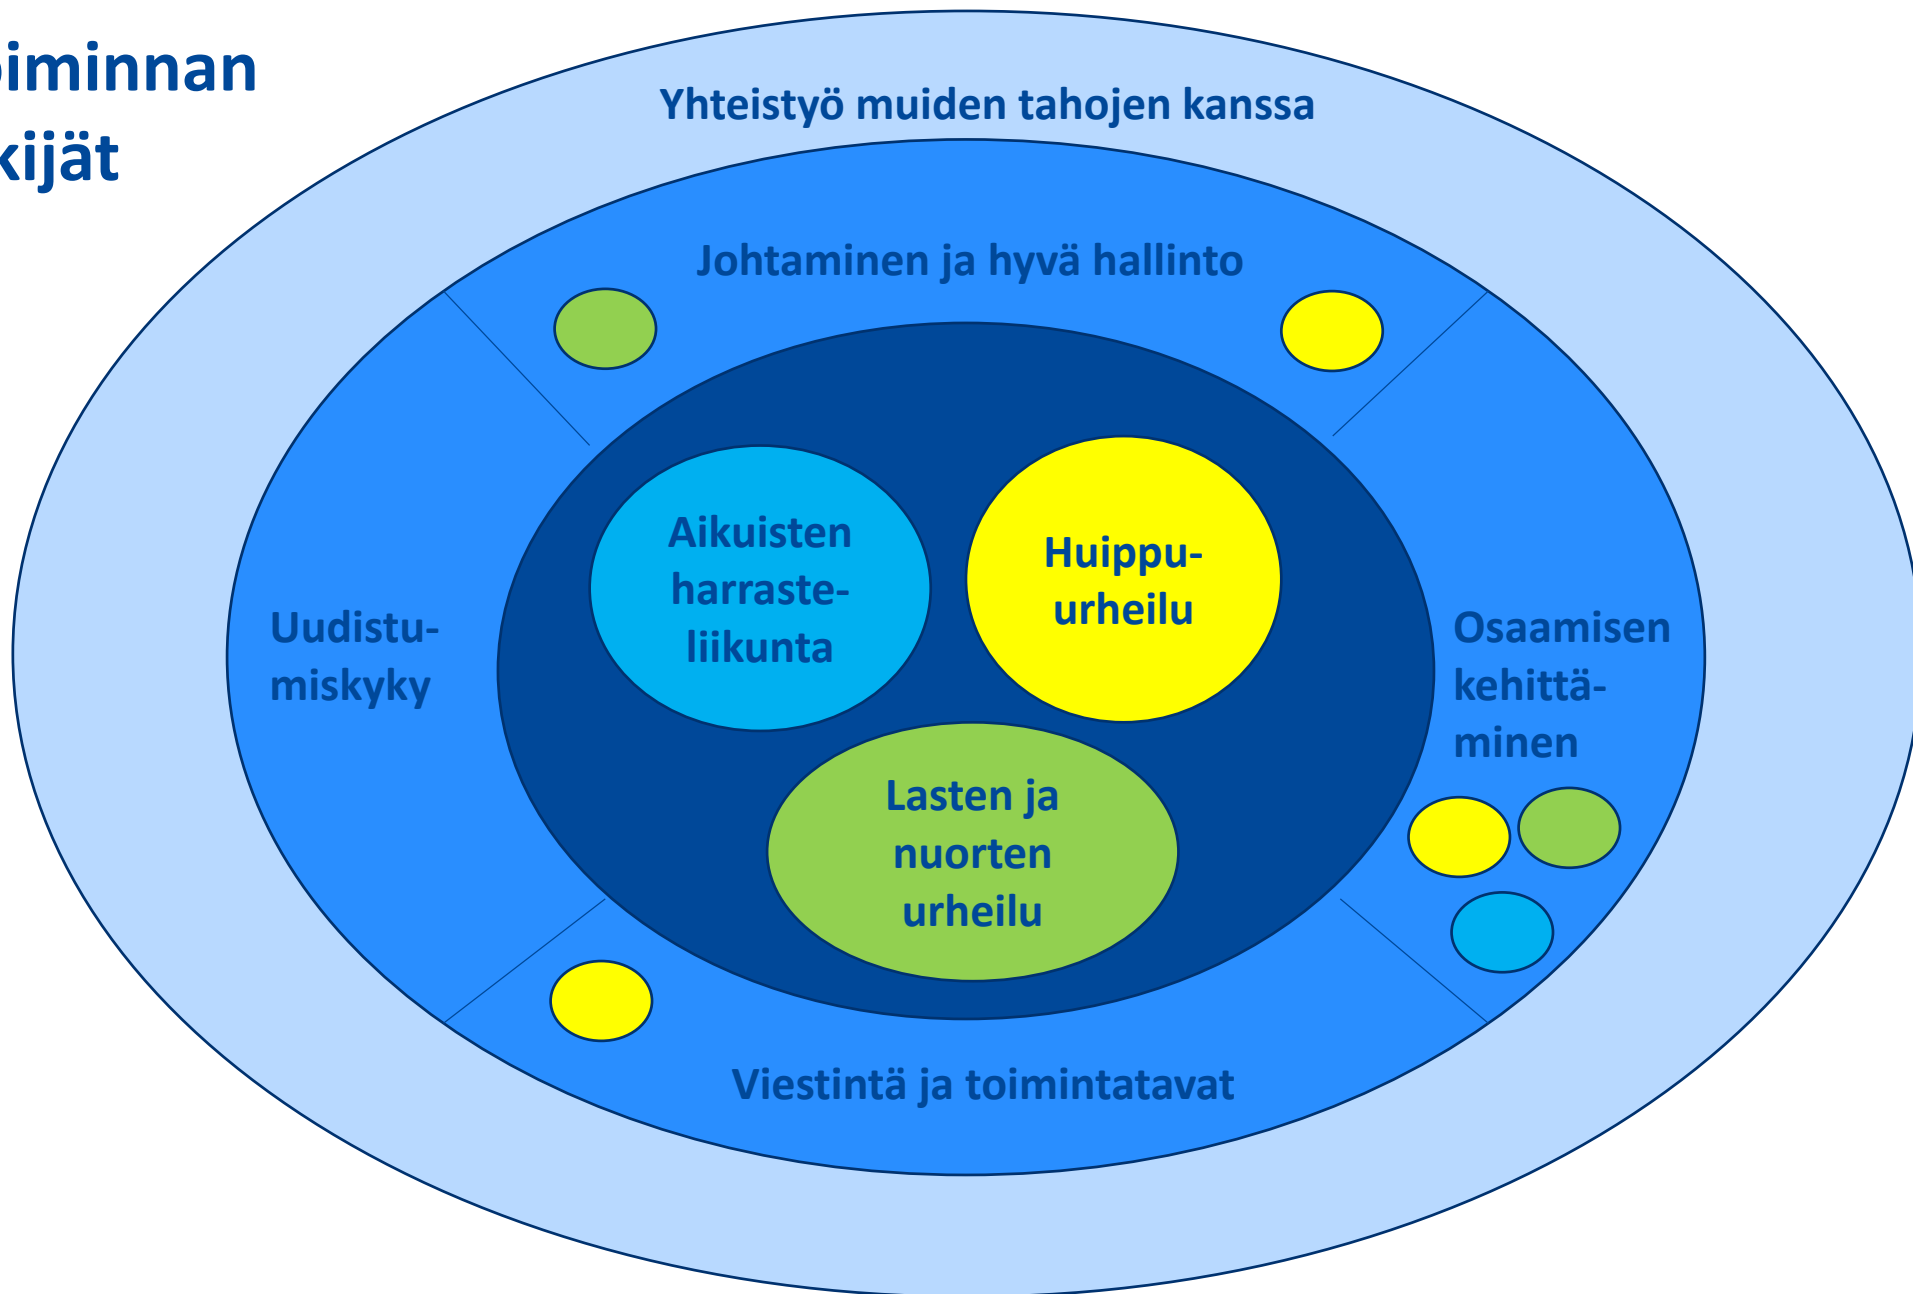 oiminnan
kijät
Yhteistyö muiden tahojen kanssa
Johtaminen ja hyvä hallinto
Aikuisten
harraste-
liikunta
Huippu-
urheilu
Uudistu-
miskyky
Osaamisen
kehittä-
minen
Lasten ja
nuorten
urheilu
Viestintä ja toimintatavat